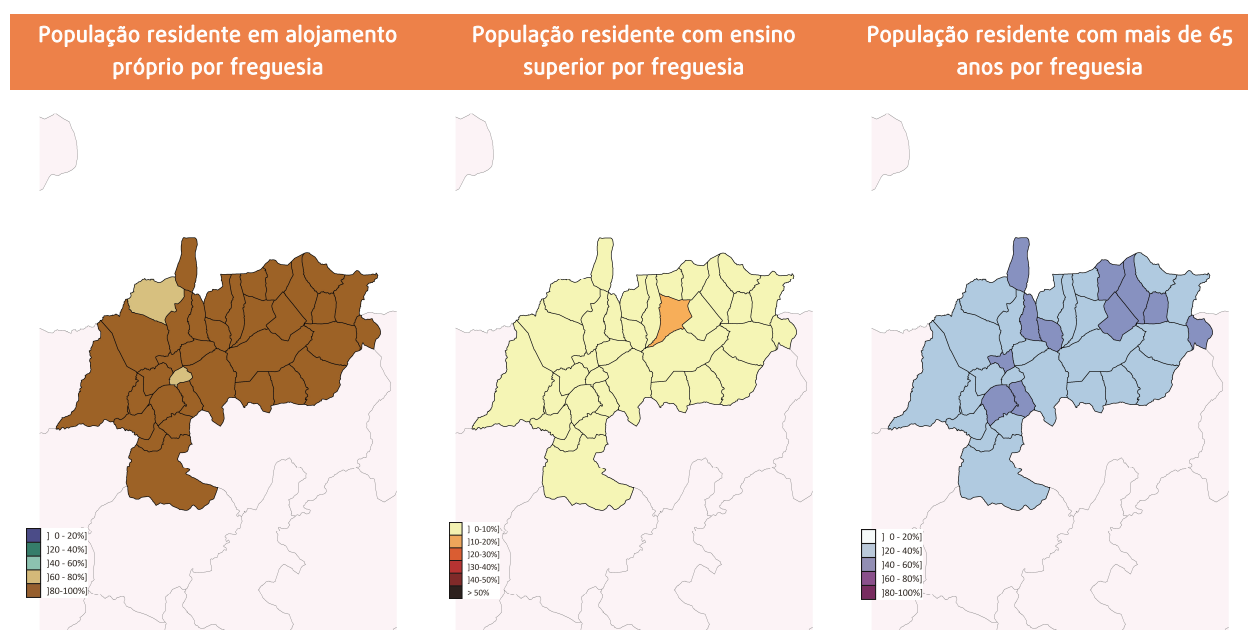 População residente em alojamento
próprio por freguesia
População residente com ensino
superior por freguesia
População residente com mais de 65
anos por freguesia
] 0 - 20%]
]20 - 40%]
]40 - 60%]
]60 - 80%]
]80-100%]
] 0-10%]
]10-20%]
]20-30%]
]30-40%]
]40-50%]
> 50%
] 0 - 20%]
]20 - 40%]
]40 - 60%]
]60 - 80%]
]80-100%]